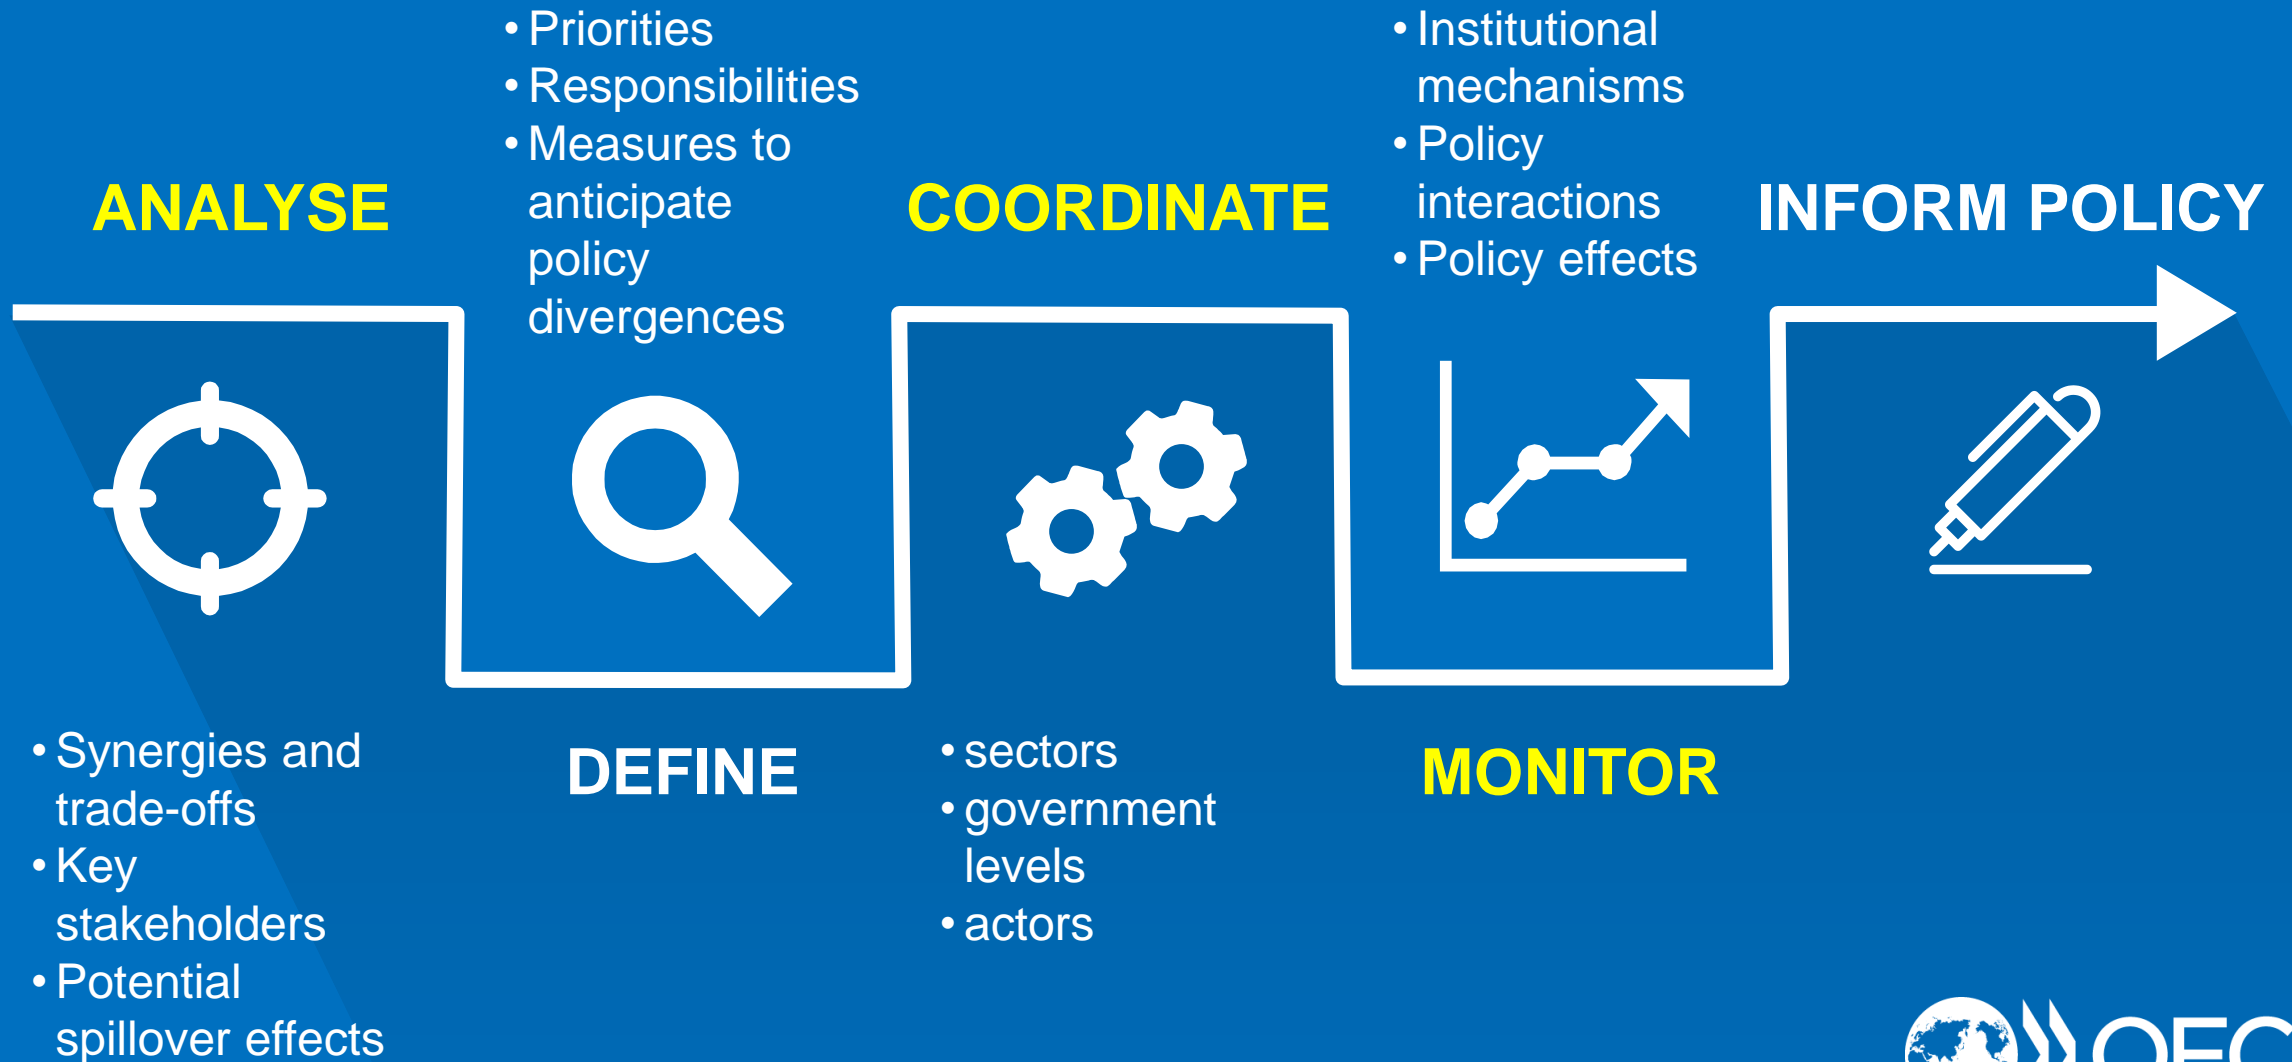 ANALYSE
• Synergies and
trade-offs
• Key
stakeholders
• Potential
spillover effects
• Priorities
• Responsibilities
• Measures to
anticipate
policy
divergences
DEFINE
COORDINATE
• sectors
• government
levels
• actors
• Institutional
mechanisms
• Policy
interactions
• Policy effects
MONITOR
INFORM POLICY